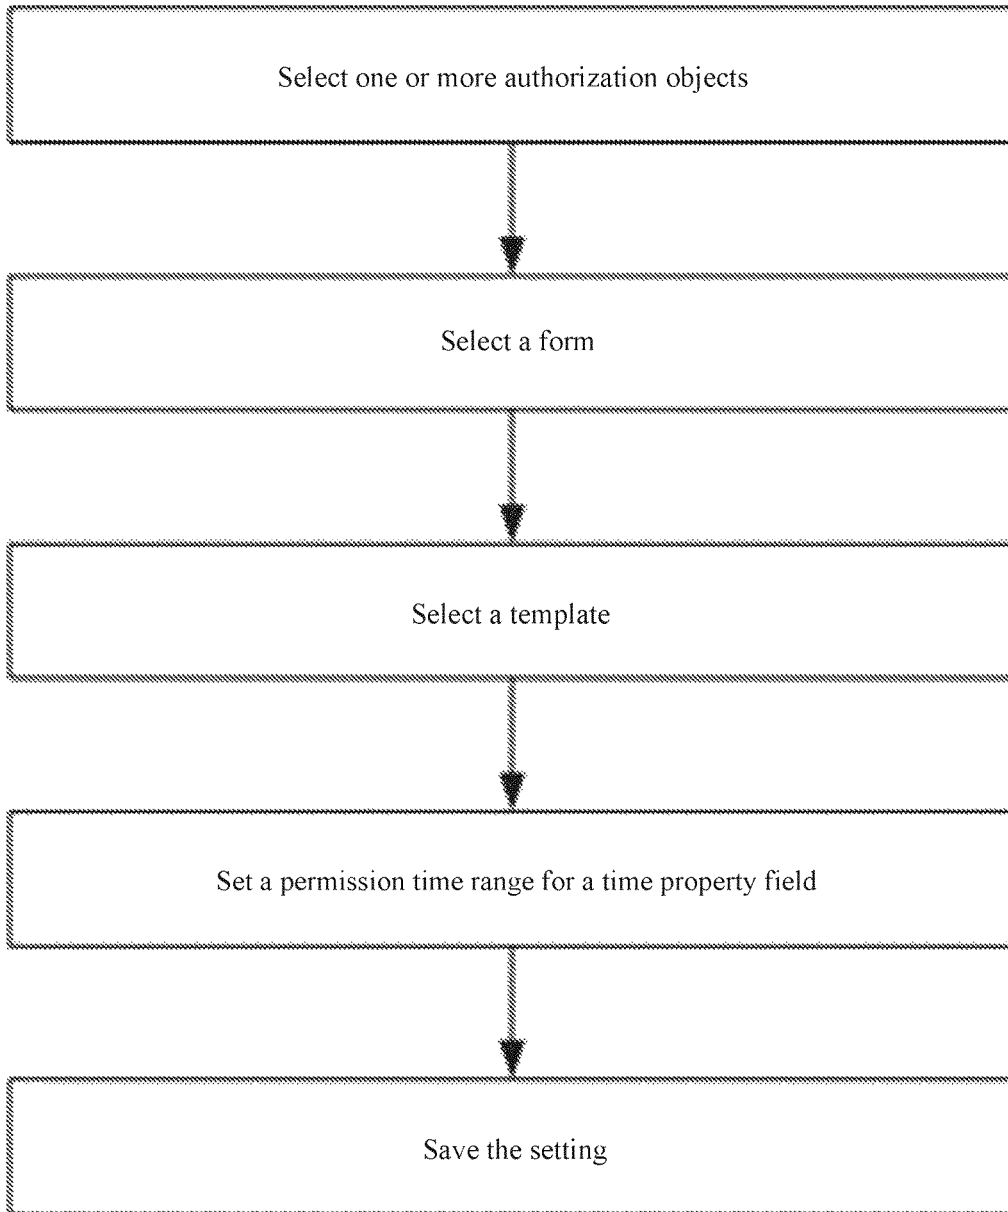 Select one or more authorization objects
Select a form
Select a template
Set a permission time range for a time property field
Save the setting